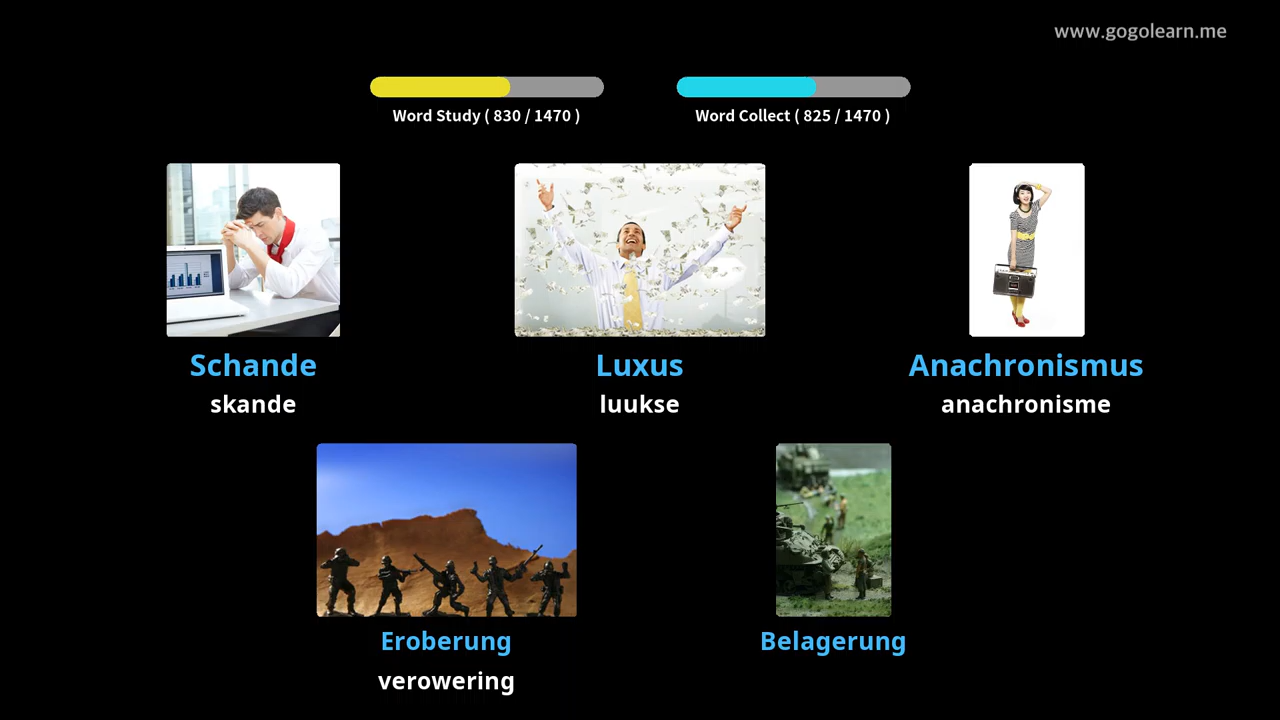 www.gogolearn.me
Word Study ( 830 / 1470 )
Word Collect ( 825 / 1470 )
Schande
skande
Luxus
luukse
Anachronismus
anachronisme
Eroberung
verowering
Belagerung